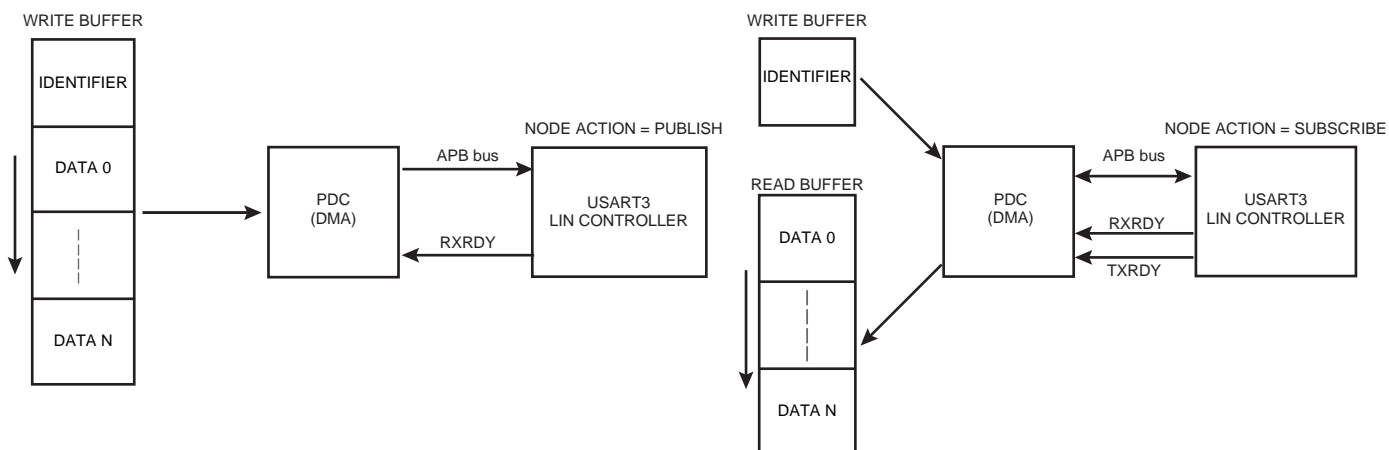 WRITE BUFFER
IDENTIFIER
DATA 0
DATA N
PDC
(DMA)
APB bus
RXRDY
NODE ACTION = PUBLISH
USART3
LIN CONTROLLER
WRITE BUFFER
IDENTIFIER
READ BUFFER
DATA 0
DATA N
PDC
(DMA)
APB bus
RXRDY
TXRDY
NODE ACTION = SUBSCRIBE
USART3
LIN CONTROLLER